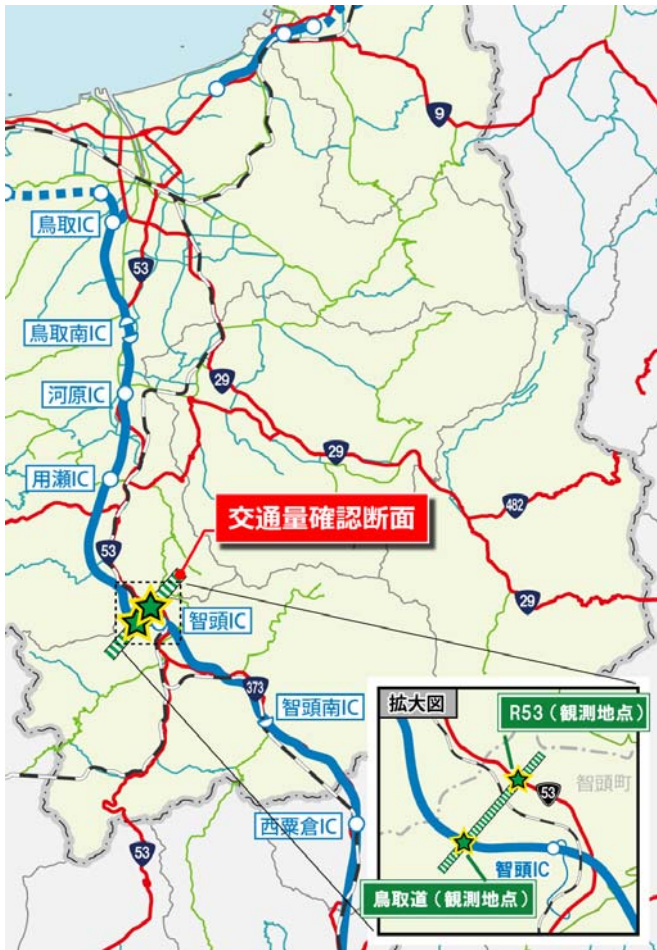 9
鳥取IC
53
鳥取南IC
河原IC
29
29
用瀬IC
482
交通量確認断面
53
29
智頭IC
373
智頭南IC
拡大図
R53(観測地点)
智頭町
53
西粟倉IC
53
智頭IC
鳥取道(観測地点)